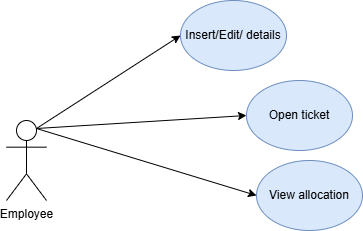 Insert/Edit/ details
Open ticket
View allocation
Employee